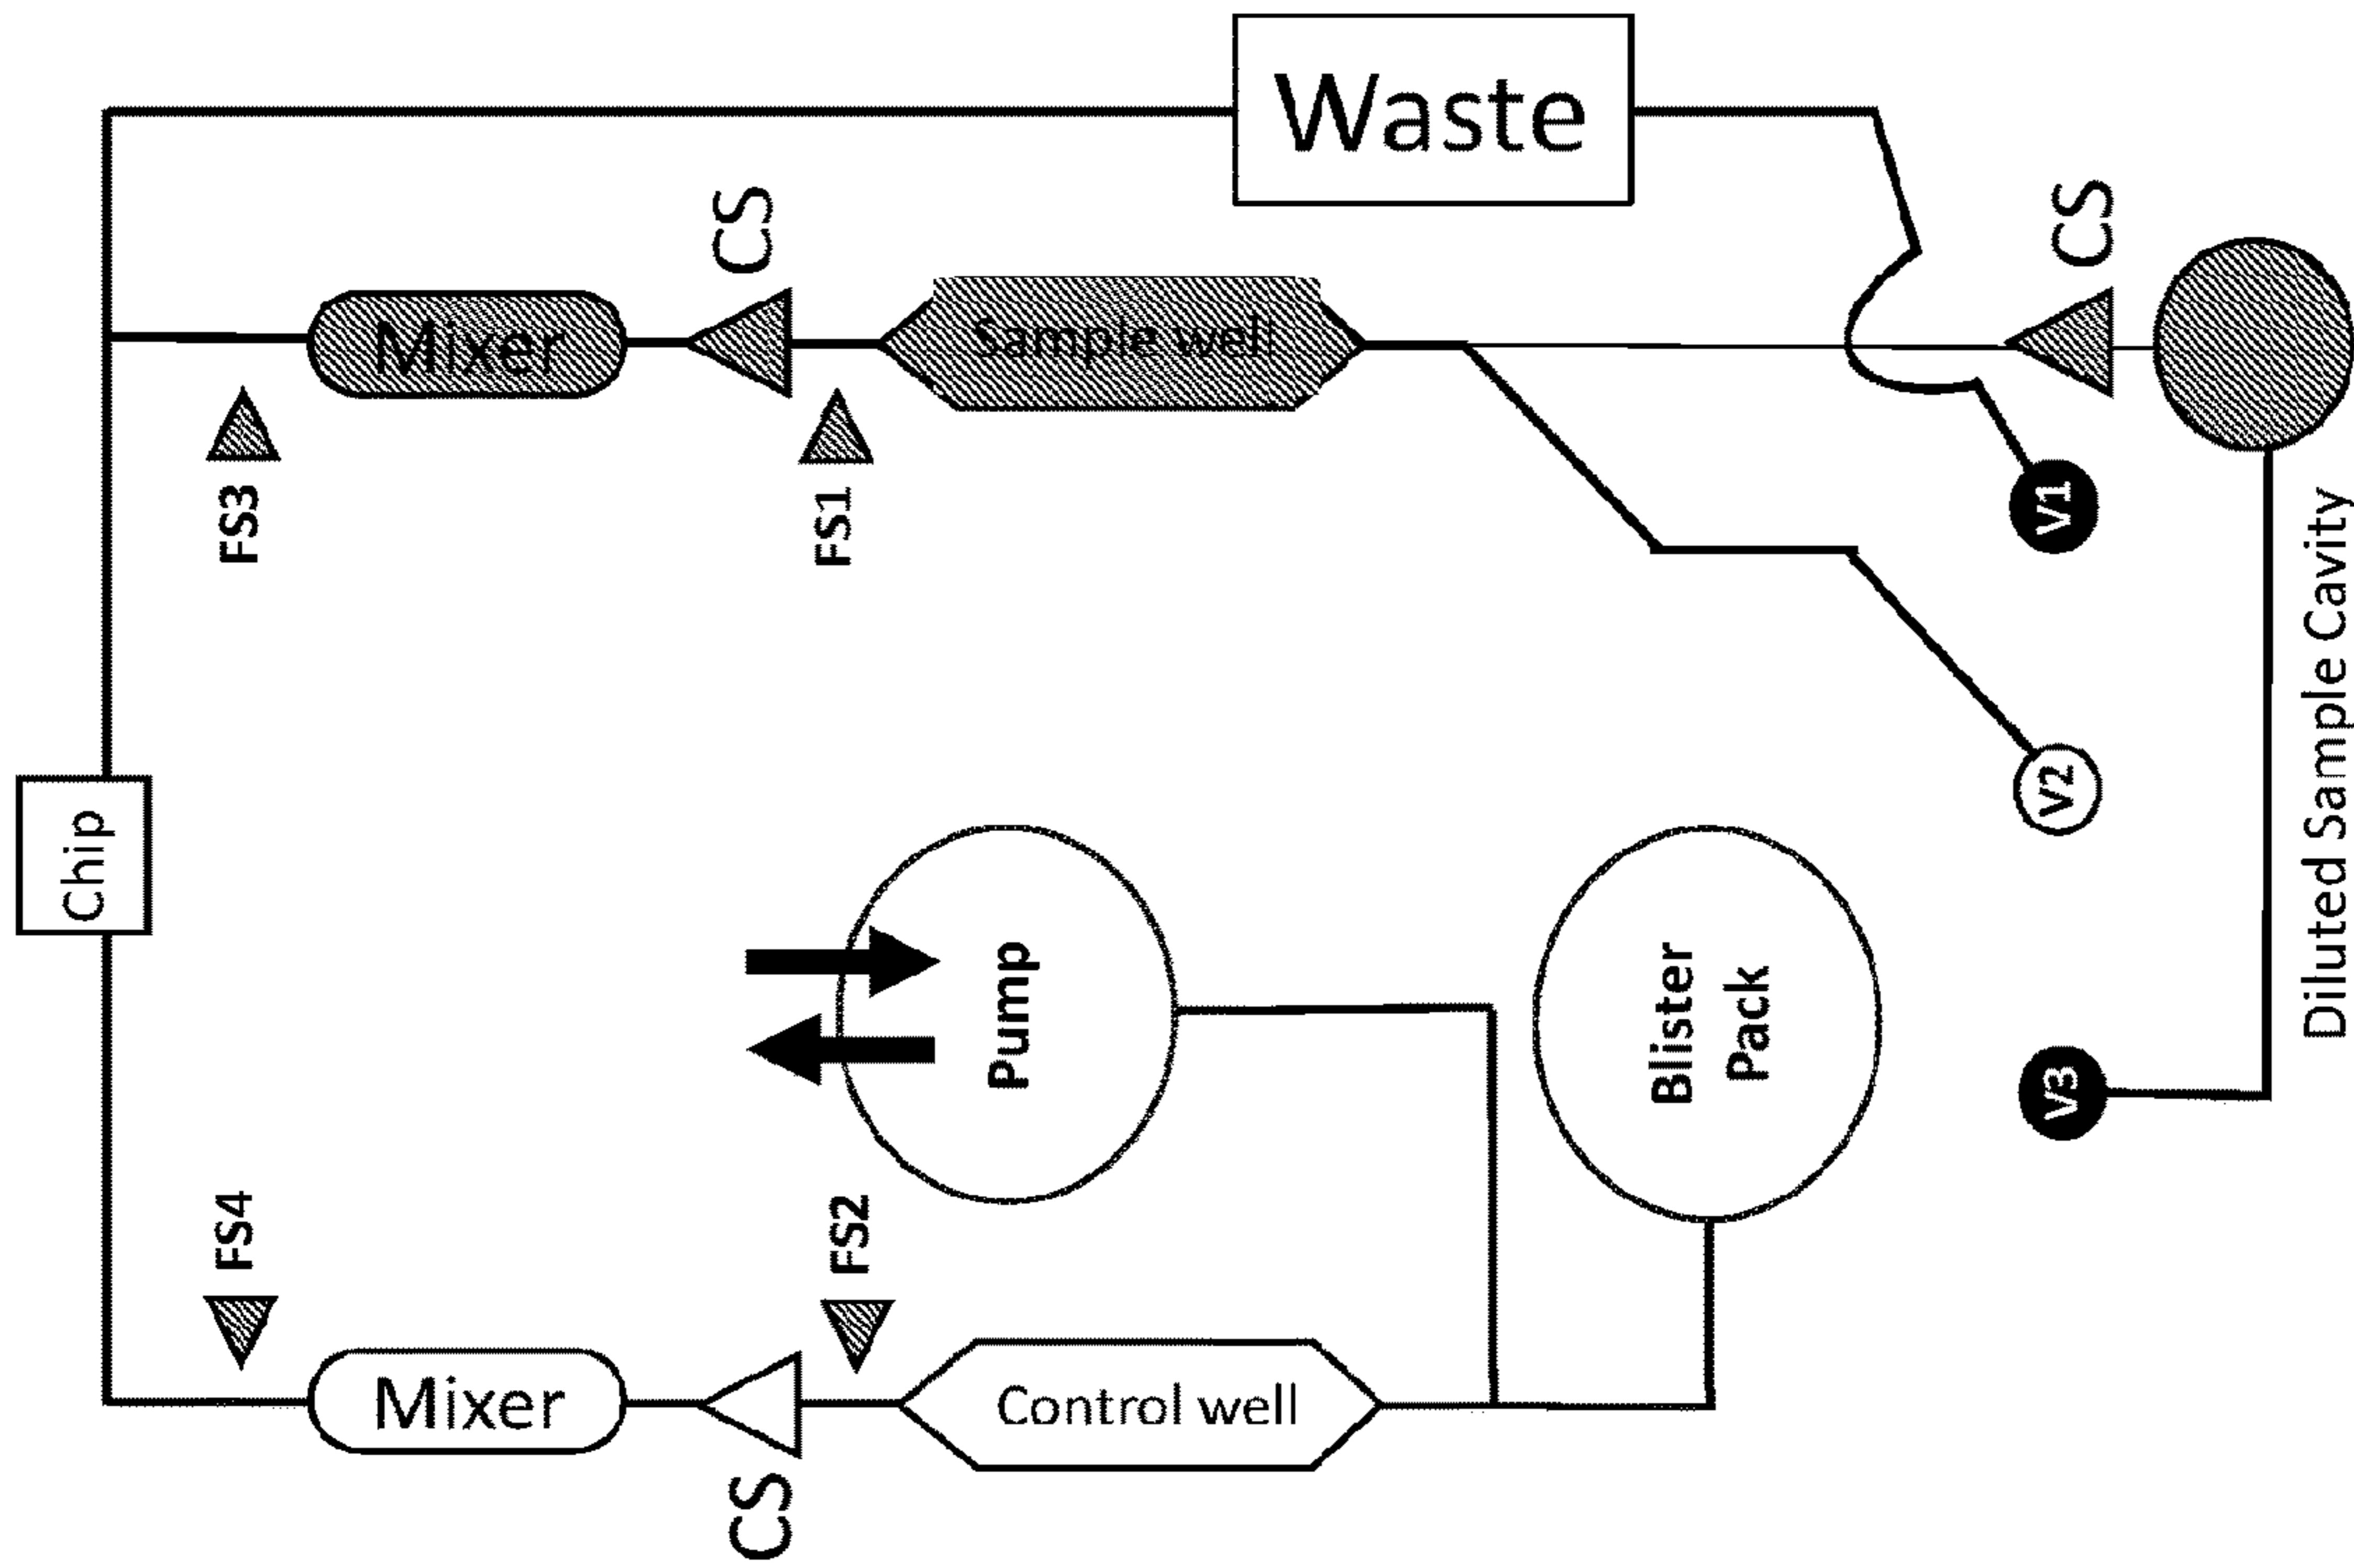 Waste
CS
CS
Mixer
Sample well
FS3
FS1
V1
Chip
V2
Diluted Sample Cavity
Pump
Blister
Pack
V3
FS4
FS2
Mixer
Control well
CS